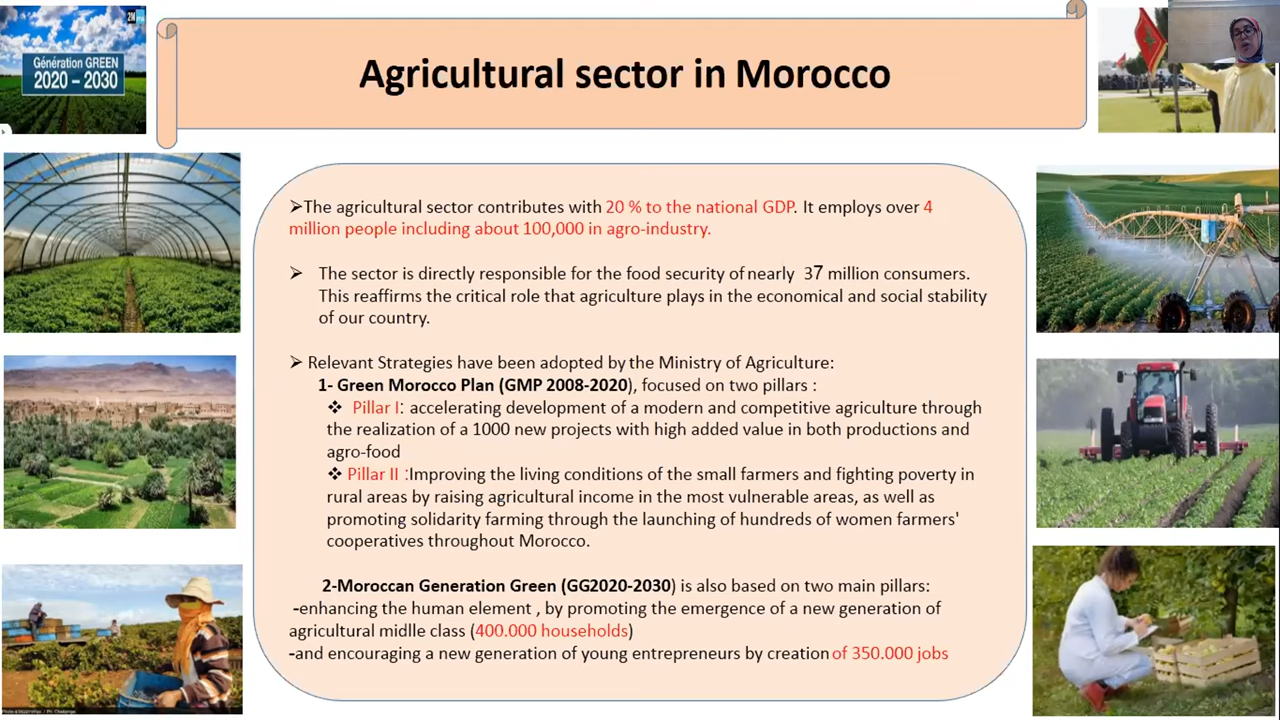 2M
Génération GREEN
2020 – 2030
Agricultural sector in Morocco
➢The agricultural sector contributes with 20 % to the national GDP. It employs over 4
million people including about 100,000 in agro-industry.
➢ The sector is directly responsible for the food security of nearly 37 million consumers.
This reaffirms the critical role that agriculture plays in the economical and social stability
of our country.
➢ Relevant Strategies have been adopted by the Ministry of Agriculture:
1- Green Morocco Plan (GMP 2008-2020), focused on two pillars :
❖ Pillar I: accelerating development of a modern and competitive agriculture through
the realization of a 1000 new projects with high added value in both productions and
agro-food
❖ Pillar II :Improving the living conditions of the small farmers and fighting poverty in
rural areas by raising agricultural income in the most vulnerable areas, as well as
promoting solidarity farming through the launching of hundreds of women farmers'
cooperatives throughout Morocco.
2-Moroccan Generation Green (GG2020-2030) is also based on two main pillars:
-enhancing the human element , by promoting the emergence of a new generation of
agricultural midlle class (400.000 households)
-and encouraging a new generation of young entrepreneurs by creation of 350.000 jobs